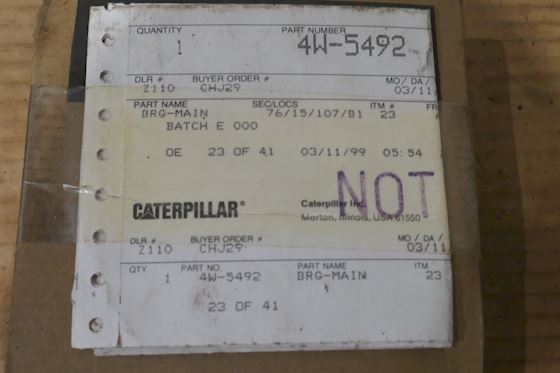 QUANTITY PART NUMBER
1 4W-5492
DLR # BUYER ORDER # MO / DA /
Z110 CHJ29 03/11
PART NAME SEC/LOCS ITM # FR
BRG-MAIN 76/15/107/B1 23
BATCH E 000
OE 23 OF 41 03/11/99 05:54
NOT
CATERPILLAR® Caterpillar Inc.
Morton, Illinois, USA 61550
DLR # BUYER ORDER # MO / DA /
Z110 CHJ29 03/11
QTY PART NO. PART NAME ITM
1 4W-5492 BRG-MAIN 23
23 OF 41